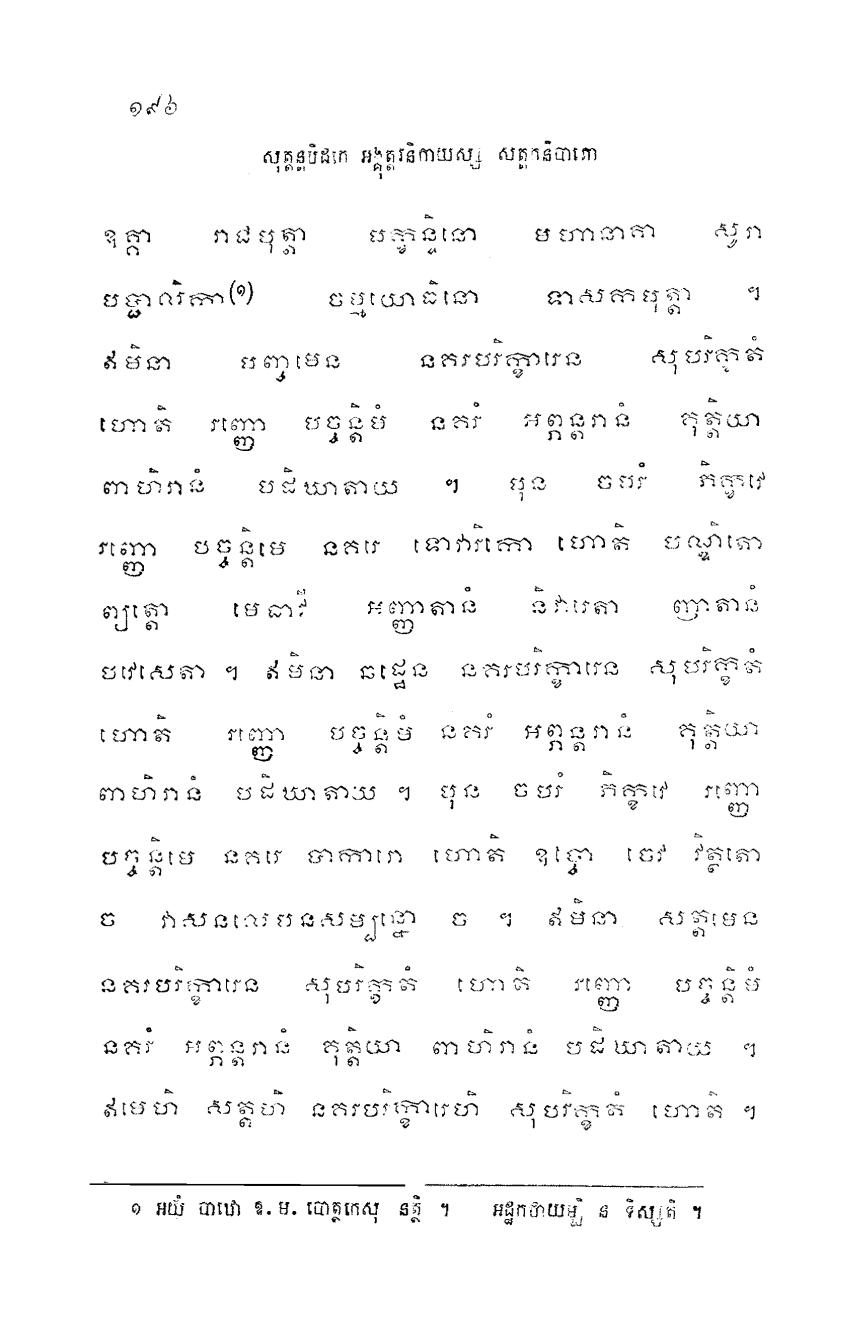 ១៩៦
សុត្តន្តបិដកេ អង្គុត្តរនិកាយស្ស សត្តកនិបាតោ
ឧគ្គា រាជបុត្តា បក្ខន្ទិនោ មហានាគា សូរា
បច្ចាលិកា(១) ចម្មយោធិនោ ទាសកបុត្តា ។
ឥមិនា បញ្ចមេន នគរបរិក្ខារេន សុបរិក្ខតំ
ហោតិ រញ្ញោ បច្ចន្តិមំ នគរំ អព្ភន្តរានំ គុត្តិយា
ពាហិរានំ បដិឃាតាយ ។ បុន ចបរំ ភិក្ខវេ
រញ្ញោ បច្ចន្តិមេ នគរេ ទោវារិកោ ហោតិ បណ្ឌិតោ
ព្យត្តោ មេធាវី អញ្ញាតានំ និវារេតា ញាតានំ
បវេសេតា ។ ឥមិនា ឆដ្ឋេន នគរបរិក្ខារេន សុបរិក្ខតំ
ហោតិ រញ្ញោ បច្ចន្តិមំ នគរំ អព្ភន្តរានំ គុត្តិយា
ពាហិរានំ បដិឃាតាយ ។ បុន ចបរំ ភិក្ខវេ រញ្ញោ
បច្ចន្តិមេ នគរេ បាការោ ហោតិ ឧច្ចោ ចេវ វិត្ថតោ
ច វាសនលេបនសម្បន្នោ ច ។ ឥមិនា សត្តមេន
នគរបរិក្ខារេន សុបរិក្ខតំ ហោតិ រញ្ញោ បច្ចន្តិមំ
នគរំ អព្ភន្តរានំ គុត្តិយា ពាហិរានំ បដិឃាតាយ ។
ឥមេហិ សត្តហិ នគរបរិក្ខារេហិ សុបរិក្ខតំ ហោតិ ។
១ អយំ បាឋោ ឱ. ម. បោត្ថកេសុ នត្ថិ ។ អដ្ឋកថាយម្បិ ន ទិស្សតិ ។